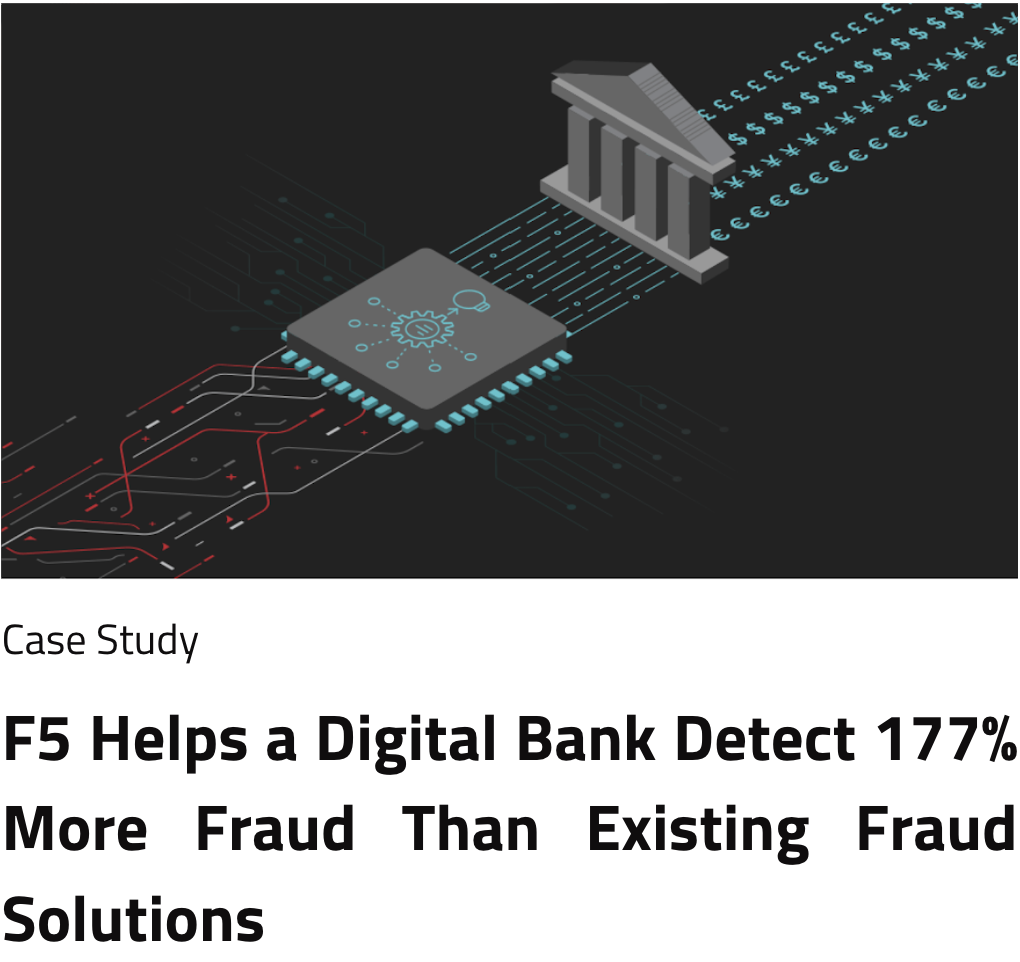 Case Study
F5 Helps a Digital Bank Detect 177%
More Fraud Than Existing Fraud
Solutions